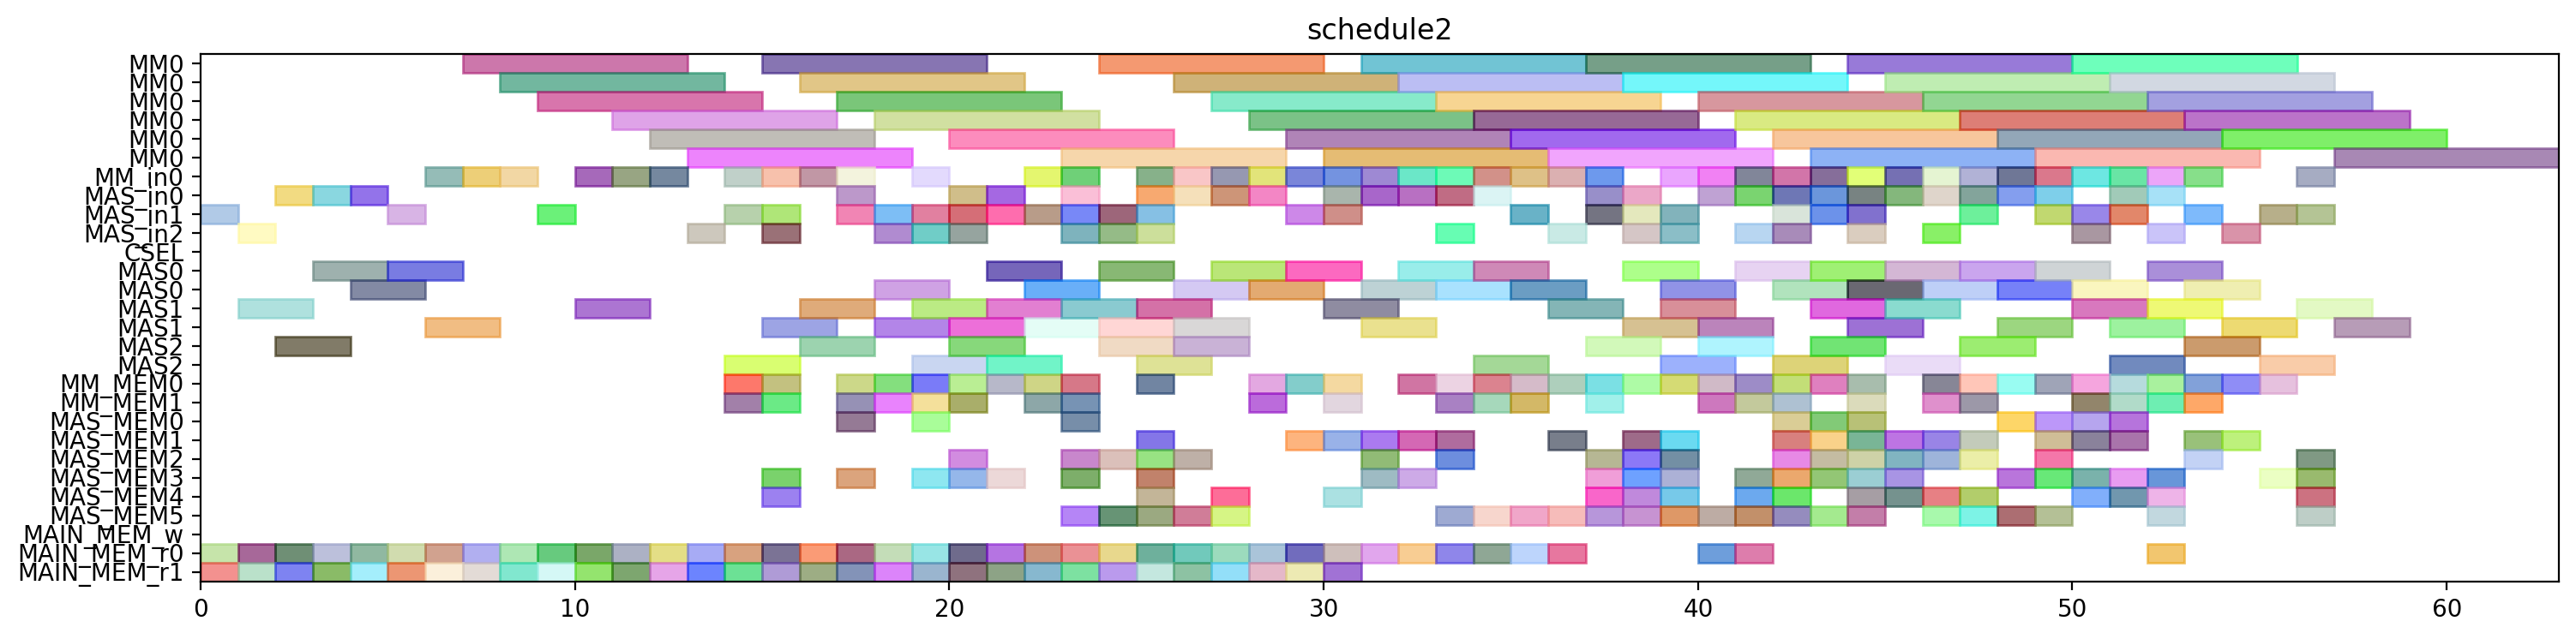 schedule2
MM0
MM0
MM0
MM0
MM0
MM0
MM_in0
MAS_in0
MAS_in1
MAS_in2
CSEL
MAS0
MAS0
MAS1
MAS1
MAS2
MAS2
MM_MEM0
MM_MEM1
MAS_MEM0
MAS_MEM1
MAS_MEM2
MAS_MEM3
MAS_MEM4
MAS_MEM5
MAIN_MEM_w
MAIN_MEM_r0
MAIN_MEM_r1
0 10 20 30 40 50 60